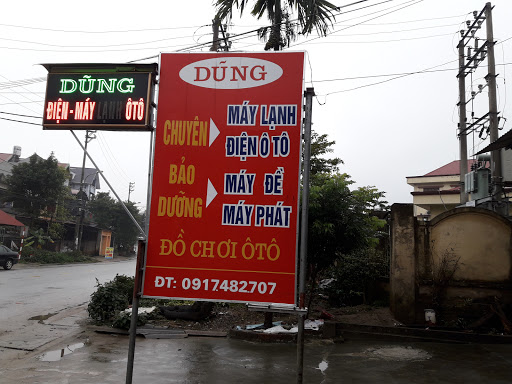 DŨNG
ĐIỆN - MÁY LẠNH ÔTÔ
DŨNG
CHUYÊN
MÁY LẠNH
ĐIỆN Ô TÔ
BẢO
DƯỠNG
MÁY ĐỀ
MÁY PHÁT
ĐỒ CHƠI ÔTÔ
ĐT: 0917482707